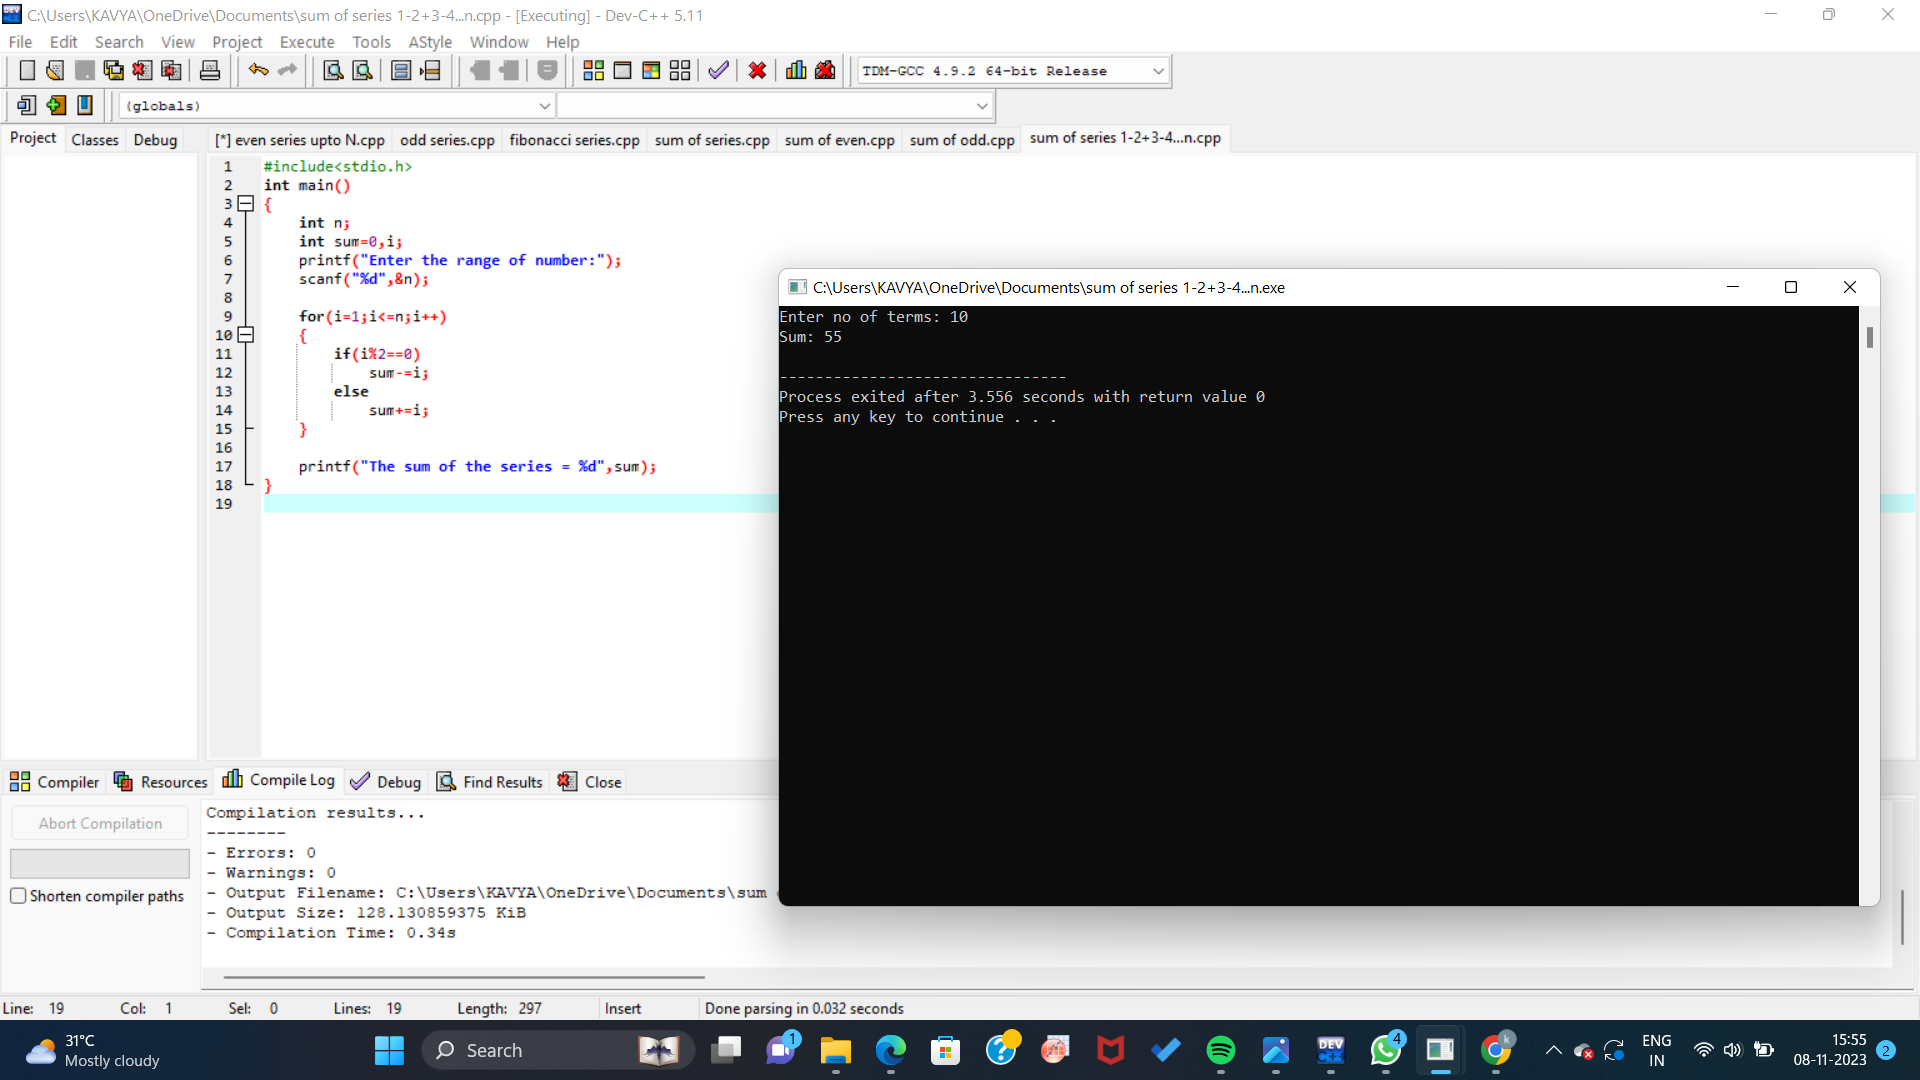 C:\Users\KAVYA\OneDrive\Documents\sum of series 1-2+3-4...n.cpp - [Executing] - Dev-C++ 5.11
File Edit Search View Project Execute Tools AStyle Window Help
TDM-GCC 4.9.2 64-bit Release
(globals)
Project Classes Debug
[*] even series upto N.cpp odd series.cpp fibonacci series.cpp sum of series.cpp sum of even.cpp sum of odd.cpp sum of series 1-2+3-4...n.cpp
1 #include<stdio.h>
2 int main()
3 {
4 int n;
5 int sum=0,i;
6 printf("Enter the range of number:");
7 scanf("%d",&n);
8
9 for(i=1;i<=n;i++)
10 {
11 if(i%2==0)
12 sum-=i;
13 else
14 sum+=i;
15 }
16
17 printf("The sum of the series = %d",sum);
18 }
19
C:\Users\KAVYA\OneDrive\Documents\sum of series 1-2+3-4...n.exe
Enter no of terms: 10
Sum: 55
--------------------------------
Process exited after 3.556 seconds with return value 0
Press any key to continue . . .
Compiler Resources Compile Log Debug Find Results Close
Abort Compilation
Shorten compiler paths
Compilation results...
--------
- Errors: 0
- Warnings: 0
- Output Filename: C:\Users\KAVYA\OneDrive\Documents\sum
- Output Size: 128.130859375 KiB
- Compilation Time: 0.34s
Line: 19 Col: 1 Sel: 0 Lines: 19 Length: 297 Insert Done parsing in 0.032 seconds
31°C
Mostly cloudy
Search
1
DEV
C++
4
k
ENG
IN
15:55
08-11-2023
2